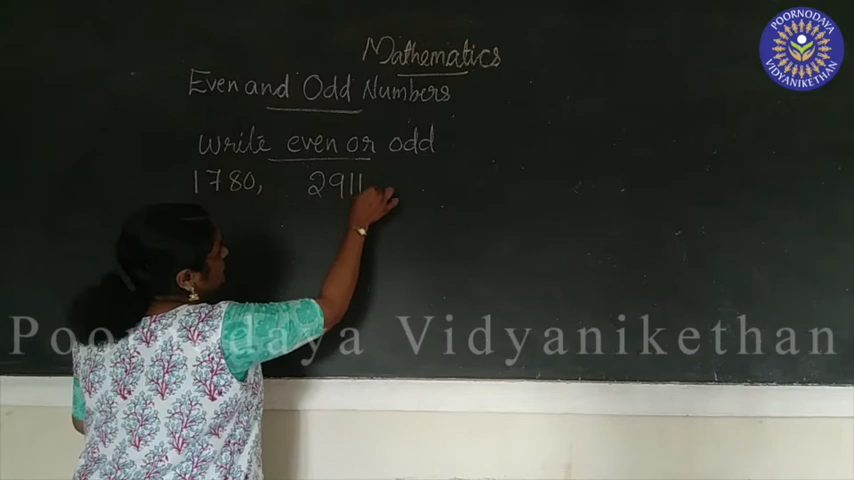 POORNODAYA
VIDYANIKETHAN
Mathematics
Even and Odd Numbers
write even or odd
1780, 2911
Poornodaya Vidyanikethan